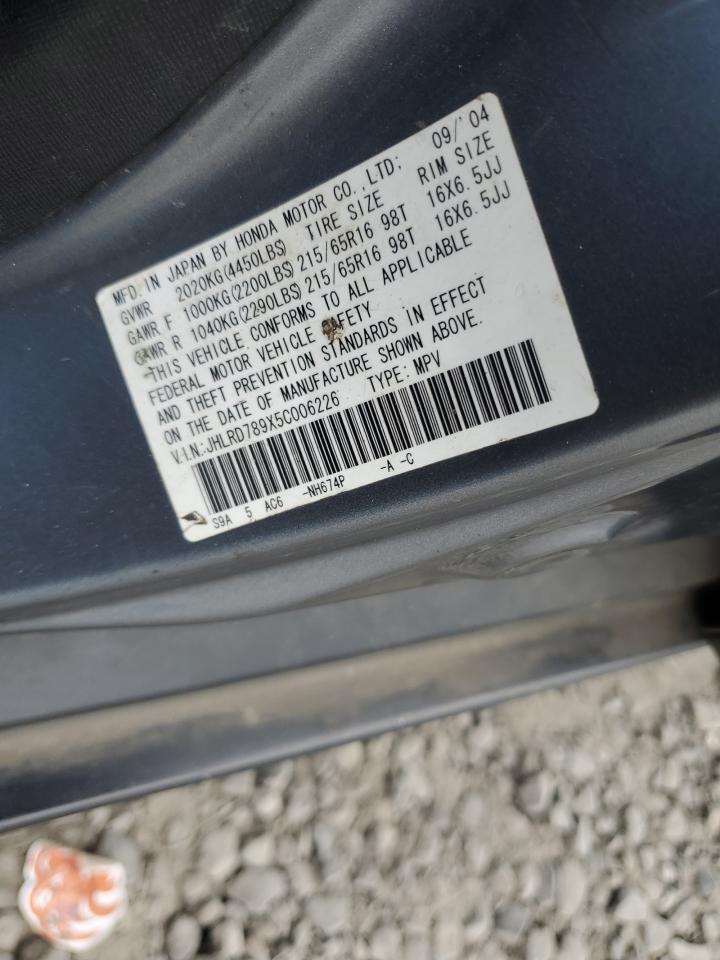 MFD. IN JAPAN BY HONDA MOTOR CO., LTD: 09/'04
GVWR 2020KG(4450LBS) TIRE SIZE RIM SIZE
GAWR F 1000KG(2200LBS) 215/65R16 98T 16X6.5JJ
GAWR R 1040KG(2290LBS) 215/65R16 98T 16X6.5JJ
THIS VEHICLE CONFORMS TO ALL APPLICABLE
FEDERAL MOTOR VEHICLE SAFETY
AND THEFT PREVENTION STANDARDS IN EFFECT
ON THE DATE OF MANUFACTURE SHOWN ABOVE.
V.I.N:JHLRD789X5C006226 TYPE:MPV
S9A 5 AC6 -NH674P -A -C